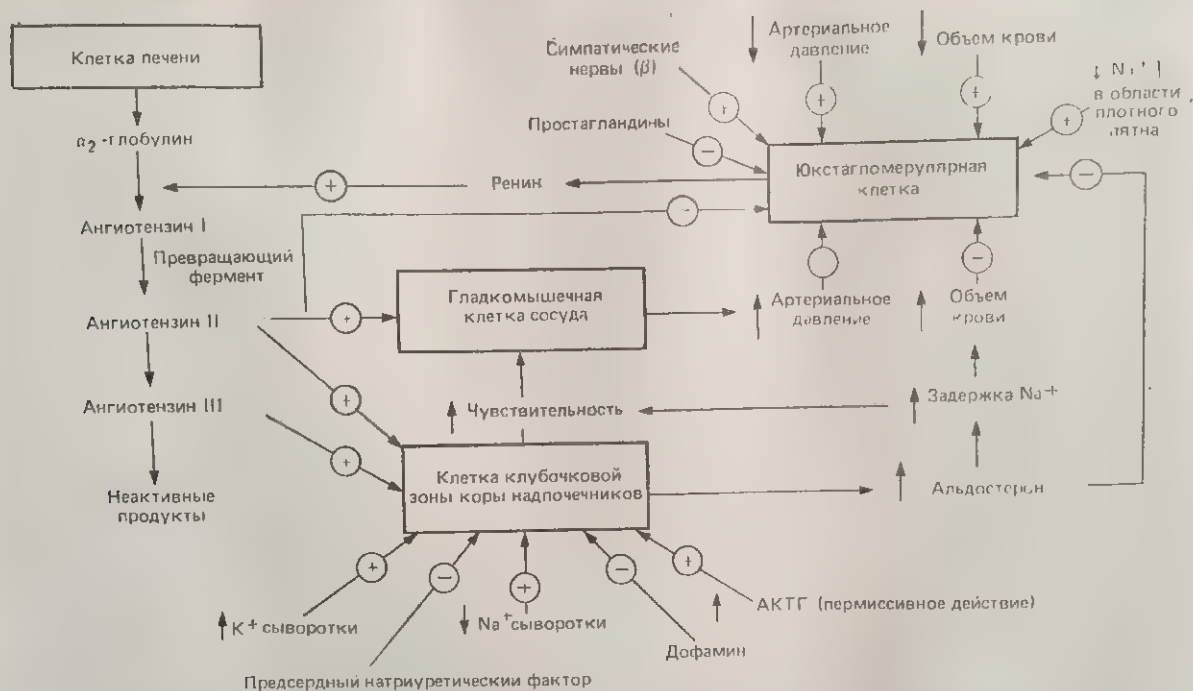 Клетка печени
α₂-глобулин
Ангиотензин I
Превращающий
фермент
Ангиотензин II
Ангиотензин III
Неактивные
продукты
Симпатические
нервы (β)
Простагландины
Ренин
↓ Артериальное
давление
↓ Объем крови
в области
плотного
пятна
Юкстагломерулярная
клетка
Гладкомышечная
клетка сосуда
↑ Артериальное
давление
↑ Объем
крови
↑ Чувствительность
↑ Задержка Na⁺
Клетка клубочковой
зоны коры надпочечников
↑ Альдостерон
↑ K⁺ сыворотки
Предсердный натриуретический фактор
↓ Na⁺ сыворотки
Дофамин
↑ АКТГ (пермиссивное действие)